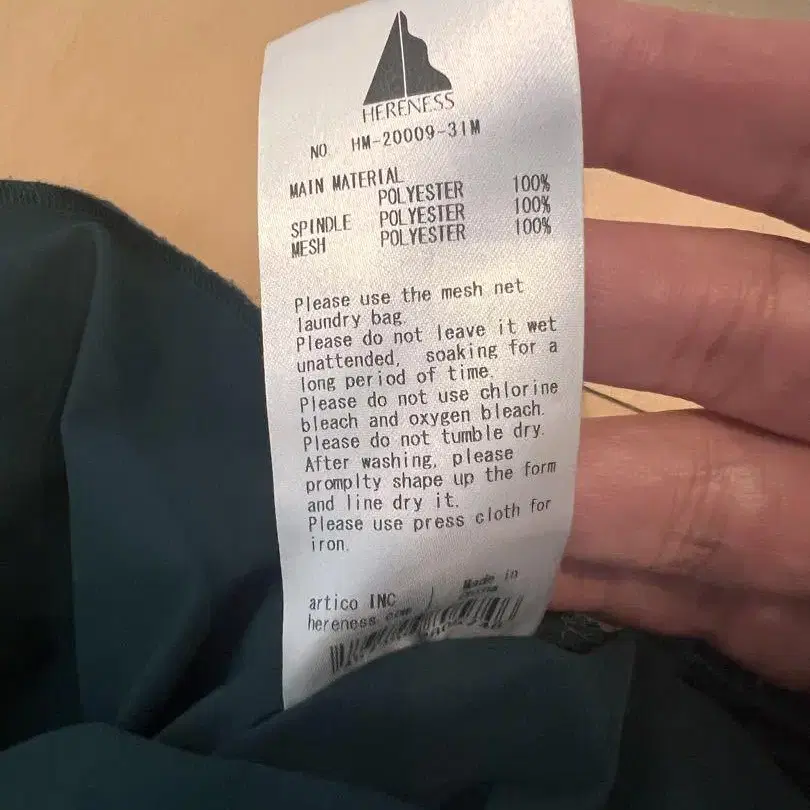 HERENESS
NO. HM-20009-31M
MAIN MATERIAL
POLYESTER 100%
SPINDLE POLYESTER 100%
MESH POLYESTER 100%
Please use the mesh net
laundry bag.
Please do not leave it wet
unattended, soaking for a
long period of time.
Please do not use chlorine
bleach and oxygen bleach.
Please do not tumble dry.
After washing, please
promplty shape up the form
and line dry it.
Please use press cloth for
iron.
Made in
artico INC
hereness.com